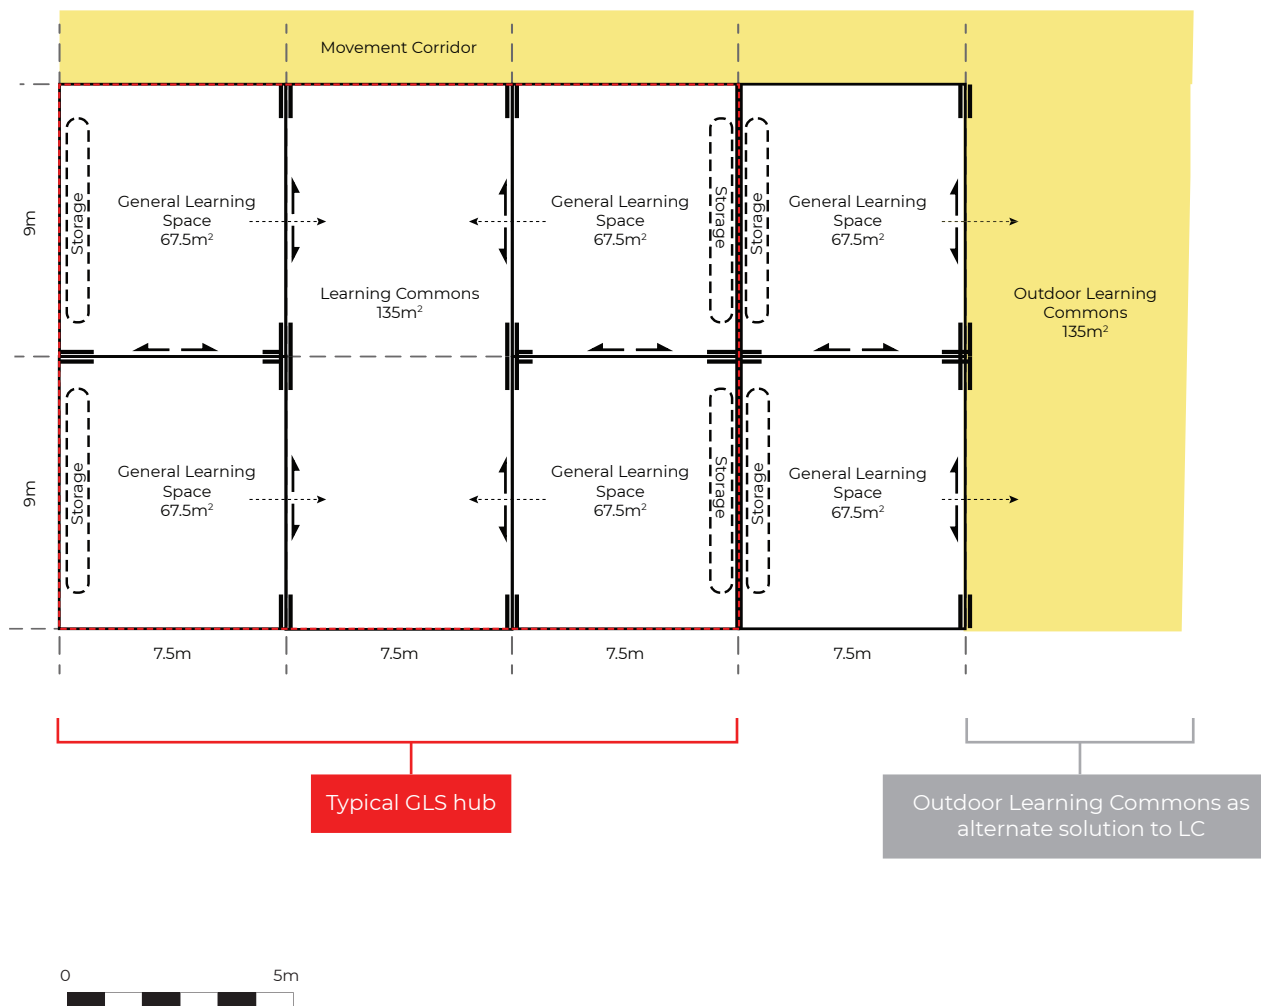 Movement Corridor
9m
Storage
General Learning
Space
67.5m²
Learning Commons
135m²
General Learning
Space
67.5m²
Storage
Storage
General Learning
Space
67.5m²
Outdoor Learning
Commons
135m²
9m
Storage
General Learning
Space
67.5m²
General Learning
Space
67.5m²
Storage
Storage
General Learning
Space
67.5m²
7.5m
7.5m
7.5m
7.5m
Typical GLS hub
Outdoor Learning Commons as
alternate solution to LC
0
5m